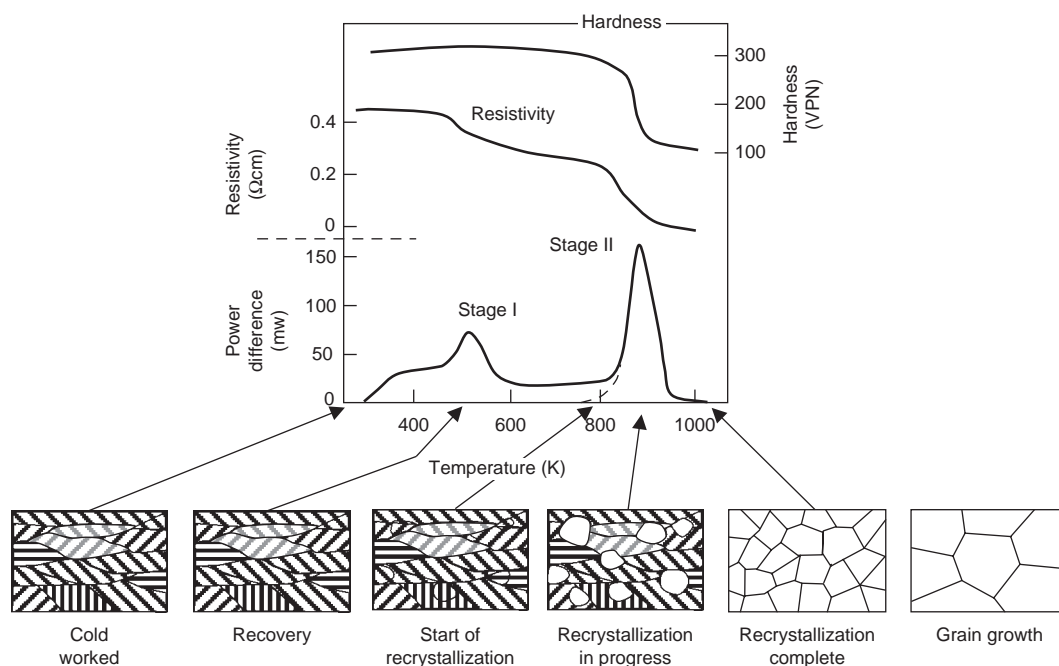 Hardness
300
200
100
Hardness
(VPN)
Resistivity
0.4
0.2
0
Resistivity
(Ωcm)
Stage II
Stage I
150
100
50
0
Power
difference
(mw)
400 600 800 1000
Temperature (K)
Cold
worked
Recovery
Start of
recrystallization
Recrystallization
in progress
Recrystallization
complete
Grain growth